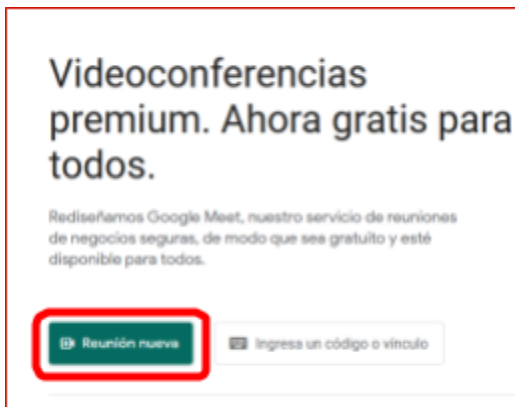 Videoconferencias
premium. Ahora gratis para
todos.
Rediseñamos Google Meet, nuestro servicio de reuniones
de negocios seguras, de modo que sea gratuito y esté
disponible para todos.
Reunión nueva
Ingresa un código o vínculo